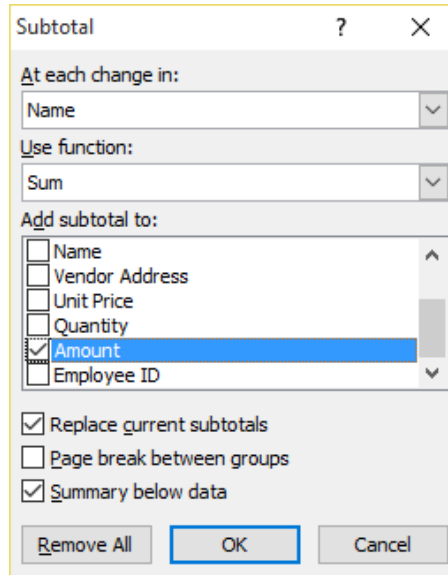 Subtotal ?
At each change in:
Name
Use function:
Sum
Add subtotal to:
Name
Vendor Address
Unit Price
Quantity
Amount
Employee ID
Replace current subtotals
Page break between groups
Summary below data
Remove All OK Cancel